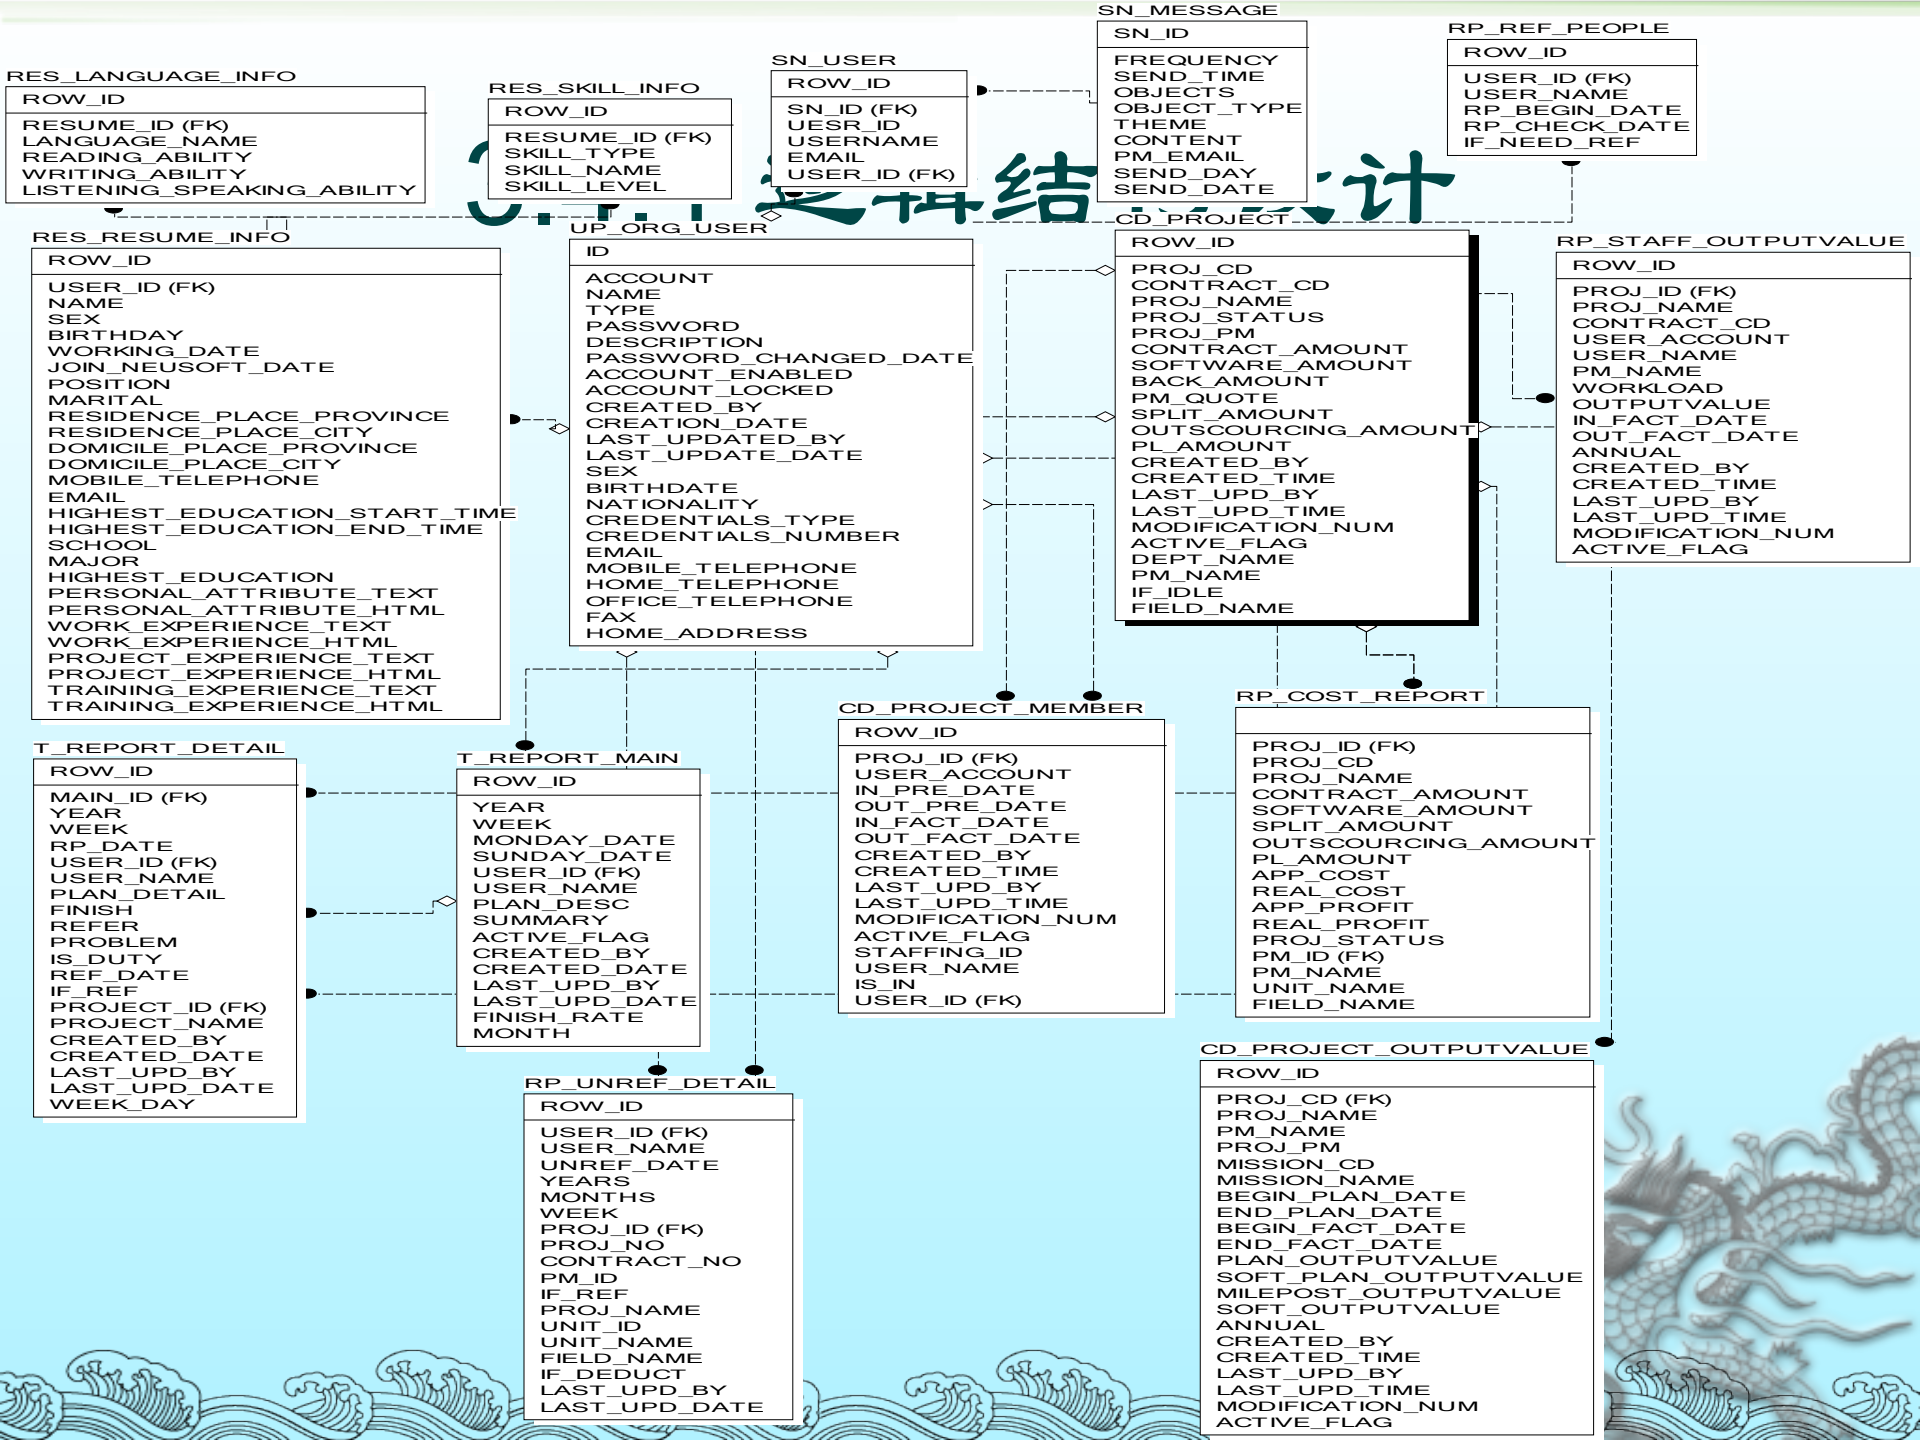 SN_MESSAGE
SN_ID
FREQUENCY
SEND_TIME
OBJECTS
OBJECT_TYPE
THEME
CONTENT
PM_EMAIL
SEND_DAY
SEND_DATE
RP_REF_PEOPLE
ROW_ID
USER_ID (FK)
USER_NAME
RP_BEGIN_DATE
RP_CHECK_DATE
IF_NEED_REF
SN_USER
ROW_ID
SN_ID (FK)
UESR_ID
USERNAME
EMAIL
USER_ID (FK)
RES_LANGUAGE_INFO
ROW_ID
RESUME_ID (FK)
LANGUAGE_NAME
READING_ABILITY
WRITING_ABILITY
LISTENING_SPEAKING_ABILITY
RES_SKILL_INFO
ROW_ID
RESUME_ID (FK)
SKILL_TYPE
SKILL_NAME
SKILL_LEVEL
逻辑结 计
RES_RESUME_INFO
ROW_ID
USER_ID (FK)
NAME
SEX
BIRTHDAY
WORKING_DATE
JOIN_NEUSOFT_DATE
POSITION
MARITAL
RESIDENCE_PLACE_PROVINCE
RESIDENCE_PLACE_CITY
DOMICILE_PLACE_PROVINCE
DOMICILE_PLACE_CITY
MOBILE_TELEPHONE
EMAIL
HIGHEST_EDUCATION_START_TIME
HIGHEST_EDUCATION_END_TIME
SCHOOL
MAJOR
HIGHEST_EDUCATION
PERSONAL_ATTRIBUTE_TEXT
PERSONAL_ATTRIBUTE_HTML
WORK_EXPERIENCE_TEXT
WORK_EXPERIENCE_HTML
PROJECT_EXPERIENCE_TEXT
PROJECT_EXPERIENCE_HTML
TRAINING_EXPERIENCE_TEXT
TRAINING_EXPERIENCE_HTML
UP_ORG_USER
ID
ACCOUNT
NAME
TYPE
PASSWORD
DESCRIPTION
PASSWORD_CHANGED_DATE
ACCOUNT_ENABLED
ACCOUNT_LOCKED
CREATED_BY
CREATION_DATE
LAST_UPDATED_BY
LAST_UPDATE_DATE
SEX
BIRTHDATE
NATIONALITY
CREDENTIALS_TYPE
CREDENTIALS_NUMBER
EMAIL
MOBILE_TELEPHONE
HOME_TELEPHONE
OFFICE_TELEPHONE
FAX
HOME_ADDRESS
CD_PROJECT
ROW_ID
PROJ_CD
CONTRACT_CD
PROJ_NAME
PROJ_STATUS
PROJ_PM
CONTRACT_AMOUNT
SOFTWARE_AMOUNT
BACK_AMOUNT
PM_QUOTE
SPLIT_AMOUNT
OUTSCOURCING_AMOUNT
PL_AMOUNT
CREATED_BY
CREATED_TIME
LAST_UPD_BY
LAST_UPD_TIME
MODIFICATION_NUM
ACTIVE_FLAG
DEPT_NAME
PM_NAME
IF_IDLE
FIELD_NAME
RP_STAFF_OUTPUTVALUE
ROW_ID
PROJ_ID (FK)
PROJ_NAME
CONTRACT_CD
USER_ACCOUNT
USER_NAME
PM_NAME
WORKLOAD
OUTPUTVALUE
IN_FACT_DATE
OUT_FACT_DATE
ANNUAL
CREATED_BY
CREATED_TIME
LAST_UPD_BY
LAST_UPD_TIME
MODIFICATION_NUM
ACTIVE_FLAG
T_REPORT_DETAIL
ROW_ID
MAIN_ID (FK)
YEAR
WEEK
RP_DATE
USER_ID (FK)
USER_NAME
PLAN_DETAIL
FINISH
REFER
PROBLEM
IS_DUTY
REF_DATE
IF_REF
PROJECT_ID (FK)
PROJECT_NAME
CREATED_BY
CREATED_DATE
LAST_UPD_BY
LAST_UPD_DATE
WEEK_DAY
T_REPORT_MAIN
ROW_ID
YEAR
WEEK
MONDAY_DATE
SUNDAY_DATE
USER_ID (FK)
USER_NAME
PLAN_DESC
SUMMARY
ACTIVE_FLAG
CREATED_BY
CREATED_DATE
LAST_UPD_BY
LAST_UPD_DATE
FINISH_RATE
MONTH
CD_PROJECT_MEMBER
ROW_ID
PROJ_ID (FK)
USER_ACCOUNT
IN_PRE_DATE
OUT_PRE_DATE
IN_FACT_DATE
OUT_FACT_DATE
CREATED_BY
CREATED_TIME
LAST_UPD_BY
LAST_UPD_TIME
MODIFICATION_NUM
ACTIVE_FLAG
STAFFING_ID
USER_NAME
IS_IN
USER_ID (FK)
RP_COST_REPORT
PROJ_ID (FK)
PROJ_CD
PROJ_NAME
CONTRACT_AMOUNT
SOFTWARE_AMOUNT
SPLIT_AMOUNT
OUTSCOURCING_AMOUNT
PL_AMOUNT
APP_COST
REAL_COST
APP_PROFIT
REAL_PROFIT
PROJ_STATUS
PM_ID (FK)
PM_NAME
UNIT_NAME
FIELD_NAME
RP_UNREF_DETAIL
ROW_ID
USER_ID (FK)
USER_NAME
UNREF_DATE
YEARS
MONTHS
WEEK
PROJ_ID (FK)
PROJ_NO
CONTRACT_NO
PM_ID
IF_REF
PROJ_NAME
UNIT_ID
UNIT_NAME
FIELD_NAME
IF_DEDUCT
LAST_UPD_BY
LAST_UPD_DATE
CD_PROJECT_OUTPUTVALUE
ROW_ID
PROJ_CD (FK)
PROJ_NAME
PM_NAME
PROJ_PM
MISSION_CD
MISSION_NAME
BEGIN_PLAN_DATE
END_PLAN_DATE
BEGIN_FACT_DATE
END_FACT_DATE
PLAN_OUTPUTVALUE
SOFT_PLAN_OUTPUTVALUE
MILEPOST_OUTPUTVALUE
SOFT_OUTPUTVALUE
ANNUAL
CREATED_BY
CREATED_TIME
LAST_UPD_BY
LAST_UPD_TIME
MODIFICATION_NUM
ACTIVE_FLAG